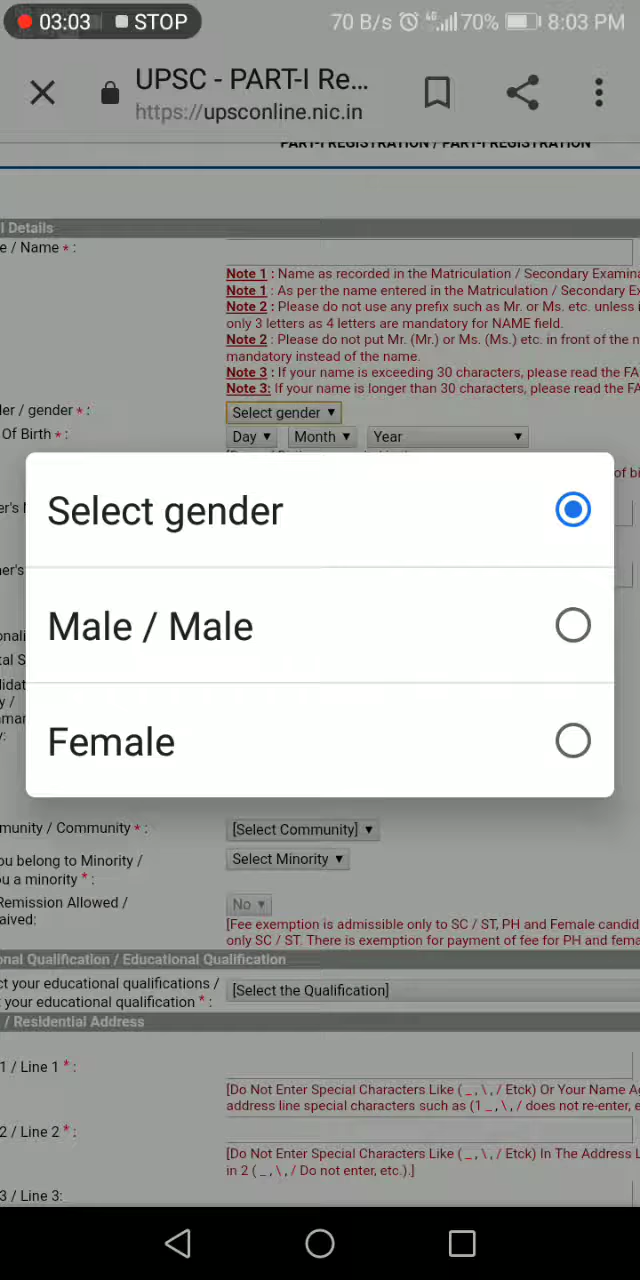 03:03 STOP 70 B/s 4G 70% 8:03 PM
UPSC - PART-I Re...
https://upsconline.nic.in
PART-I REGISTRATION / PART-I REGISTRATION
l Details
e / Name * :
Note 1 : Name as recorded in the Matriculation / Secondary Examina
Note 1 : As per the name entered in the Matriculation / Secondary Ex
Note 2 : Please do not use any prefix such as Mr. or Ms. etc. unless i
only 3 letters as 4 letters are mandatory for NAME field.
Note 2 : Please do not put Mr. (Mr.) or Ms. (Ms.) etc. in front of the n
mandatory instead of the name.
Note 3 : If your name is exceeding 30 characters, please read the FA
Note 3: If your name is longer than 30 characters, please read the FA
er / gender * : Select gender
Of Birth * : Day Month Year
of bi
er's
er's
onali
tal S
lidat
y /
mar
:
Select gender
Male / Male
Female
munity / Community * : [Select Community]
ou belong to Minority / Select Minority
u a minority * :
Remission Allowed / No
aived:
[Fee exemption is admissible only to SC / ST, PH and Female candid
only SC / ST. There is exemption for payment of fee for PH and fema
onal Qualification / Educational Qualification
ct your educational qualifications / [Select the Qualification]
your educational qualification * :
/ Residential Address
1 / Line 1 * :
[Do Not Enter Special Characters Like ( _ , \ , / Etck) Or Your Name A
address line special characters such as (1 _ , \ , / does not re-enter, e
2 / Line 2 * :
[Do Not Enter Special Characters Like ( _ , \ , / Etck) In The Address L
in 2 ( _ , \ , / Do not enter, etc.).]
3 / Line 3: